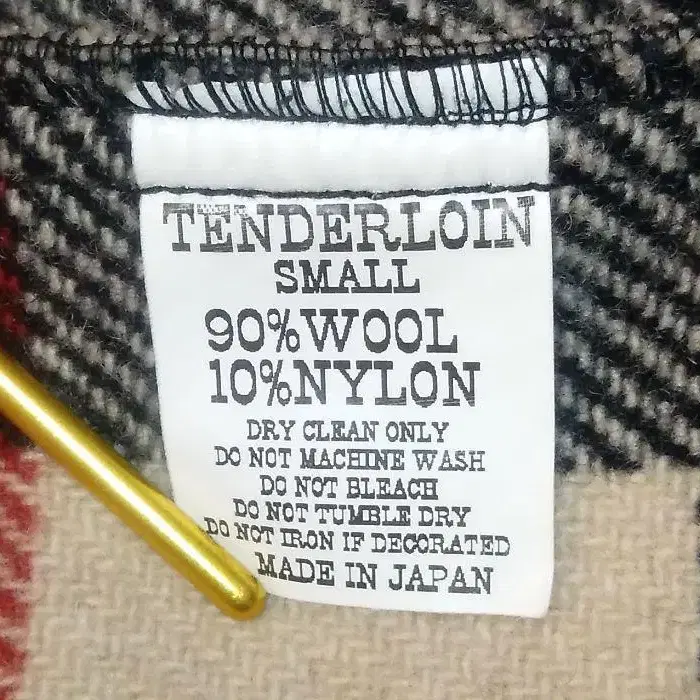 TENDERLOIN
SMALL
90%WOOL
10%NYLON
DRY CLEAN ONLY
DO NOT MACHINE WASH
DO NOT BLEACH
DO NOT TUMBLE DRY
DO NOT IRON IF DECORATED
MADE IN JAPAN